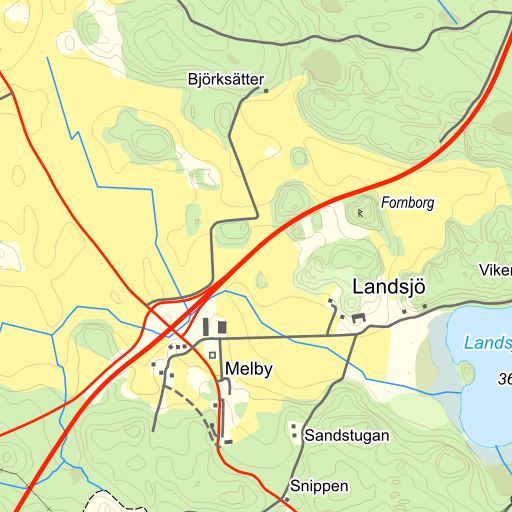 Björksätter
Fornborg
Viker
Landsjö
Landsj
Melby
36
Sandstugan
Snippen